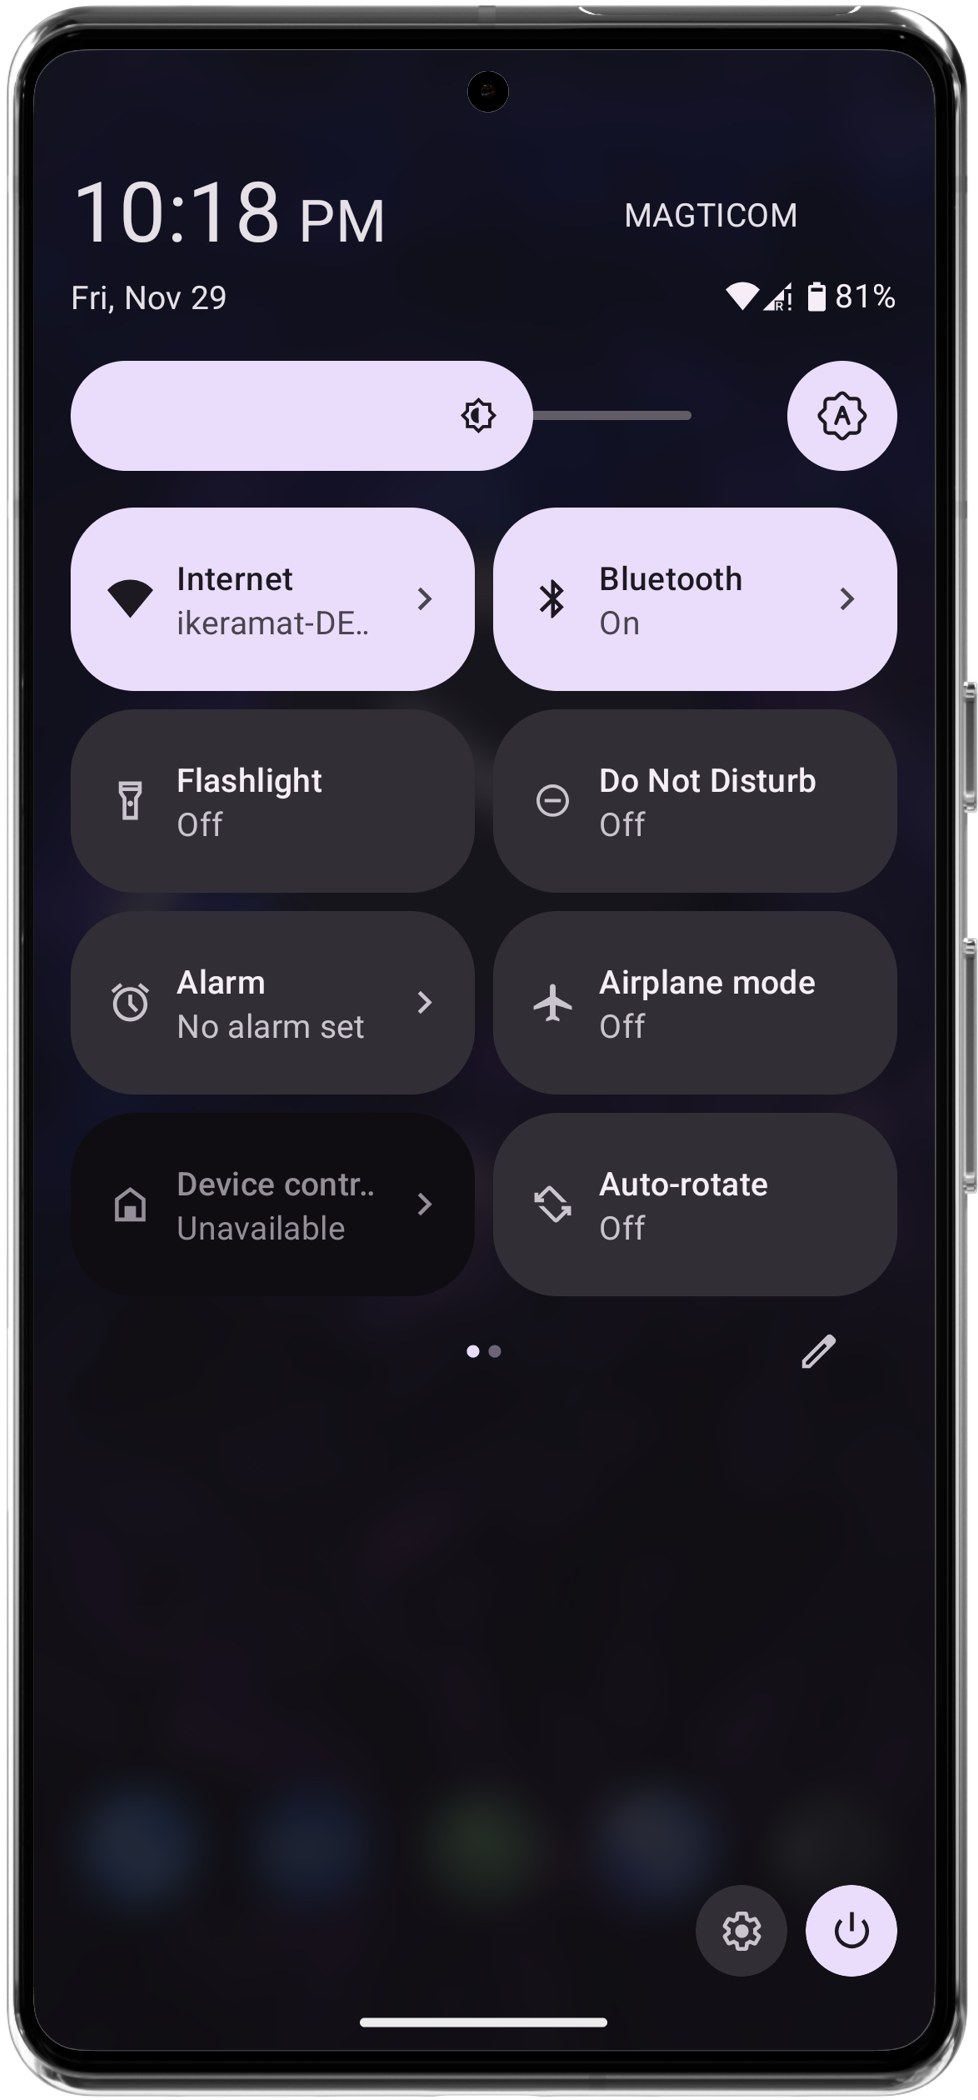 10:18 PM
MAGTICOM
Fri, Nov 29
R! 81%
A
Internet
ikeramat-DE..
Bluetooth
On
Flashlight
Off
Do Not Disturb
Off
Alarm
No alarm set
Airplane mode
Off
Device contr..
Unavailable
Auto-rotate
Off